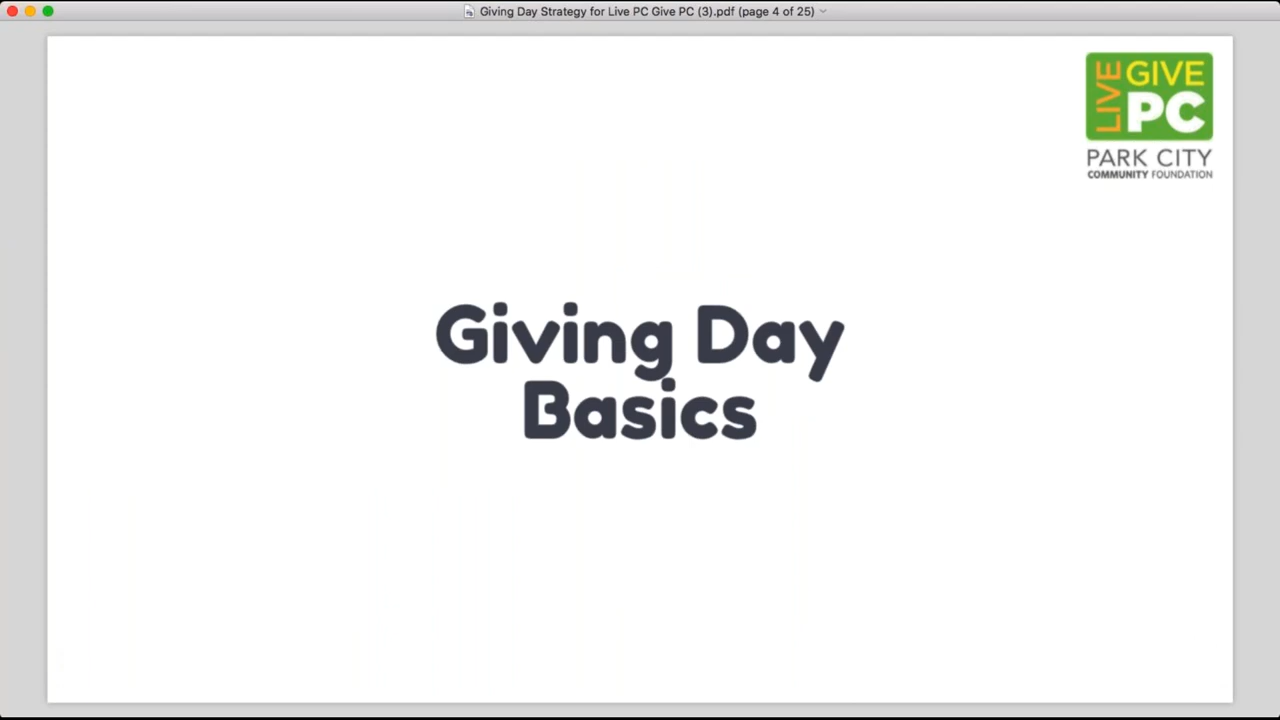 Giving Day Strategy for Live PC Give PC (3).pdf (page 4 of 25)
LIVE
GIVE
PC
PARK CITY
COMMUNITY FOUNDATION
Giving Day
Basics